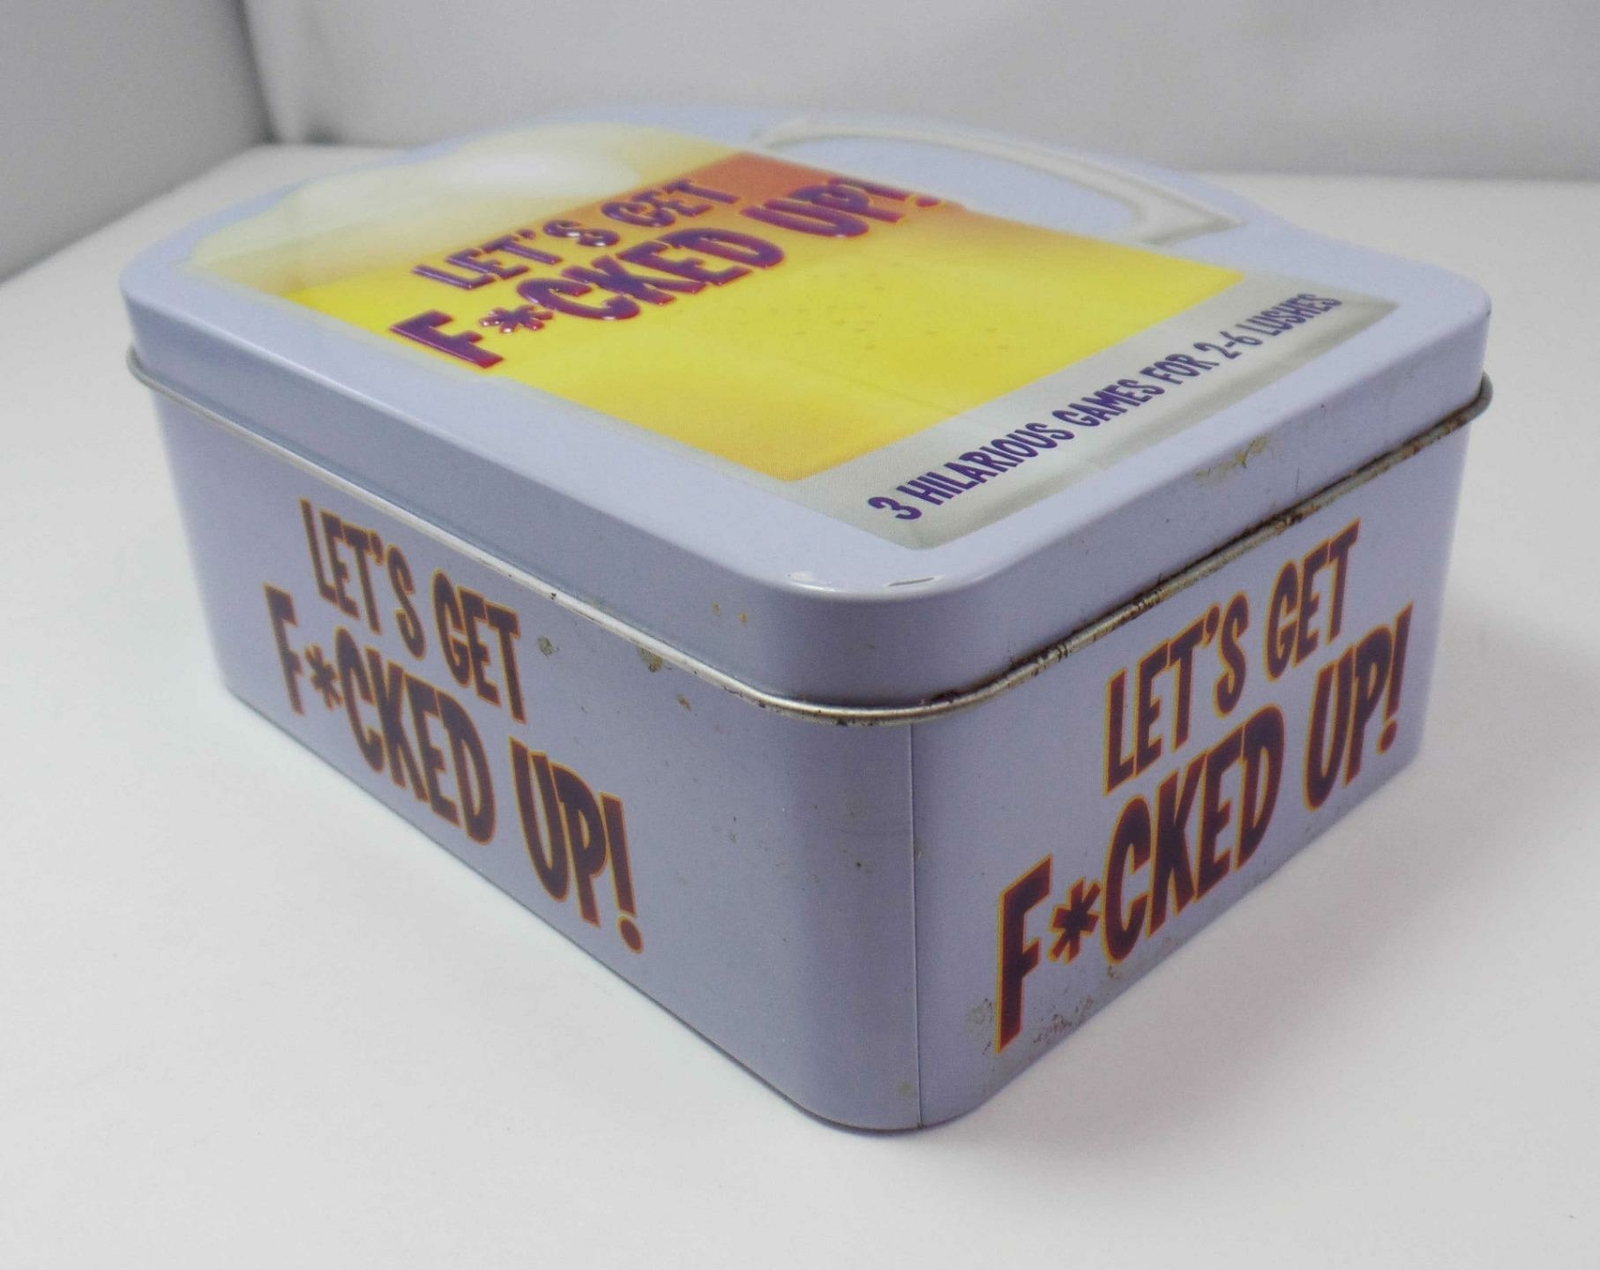 LET'S GET
F*CKED UP!
3 HILARIOUS GAMES FOR 2-6 LUSHES
LET'S GET
F*CKED UP!
LET'S GET
F*CKED UP!